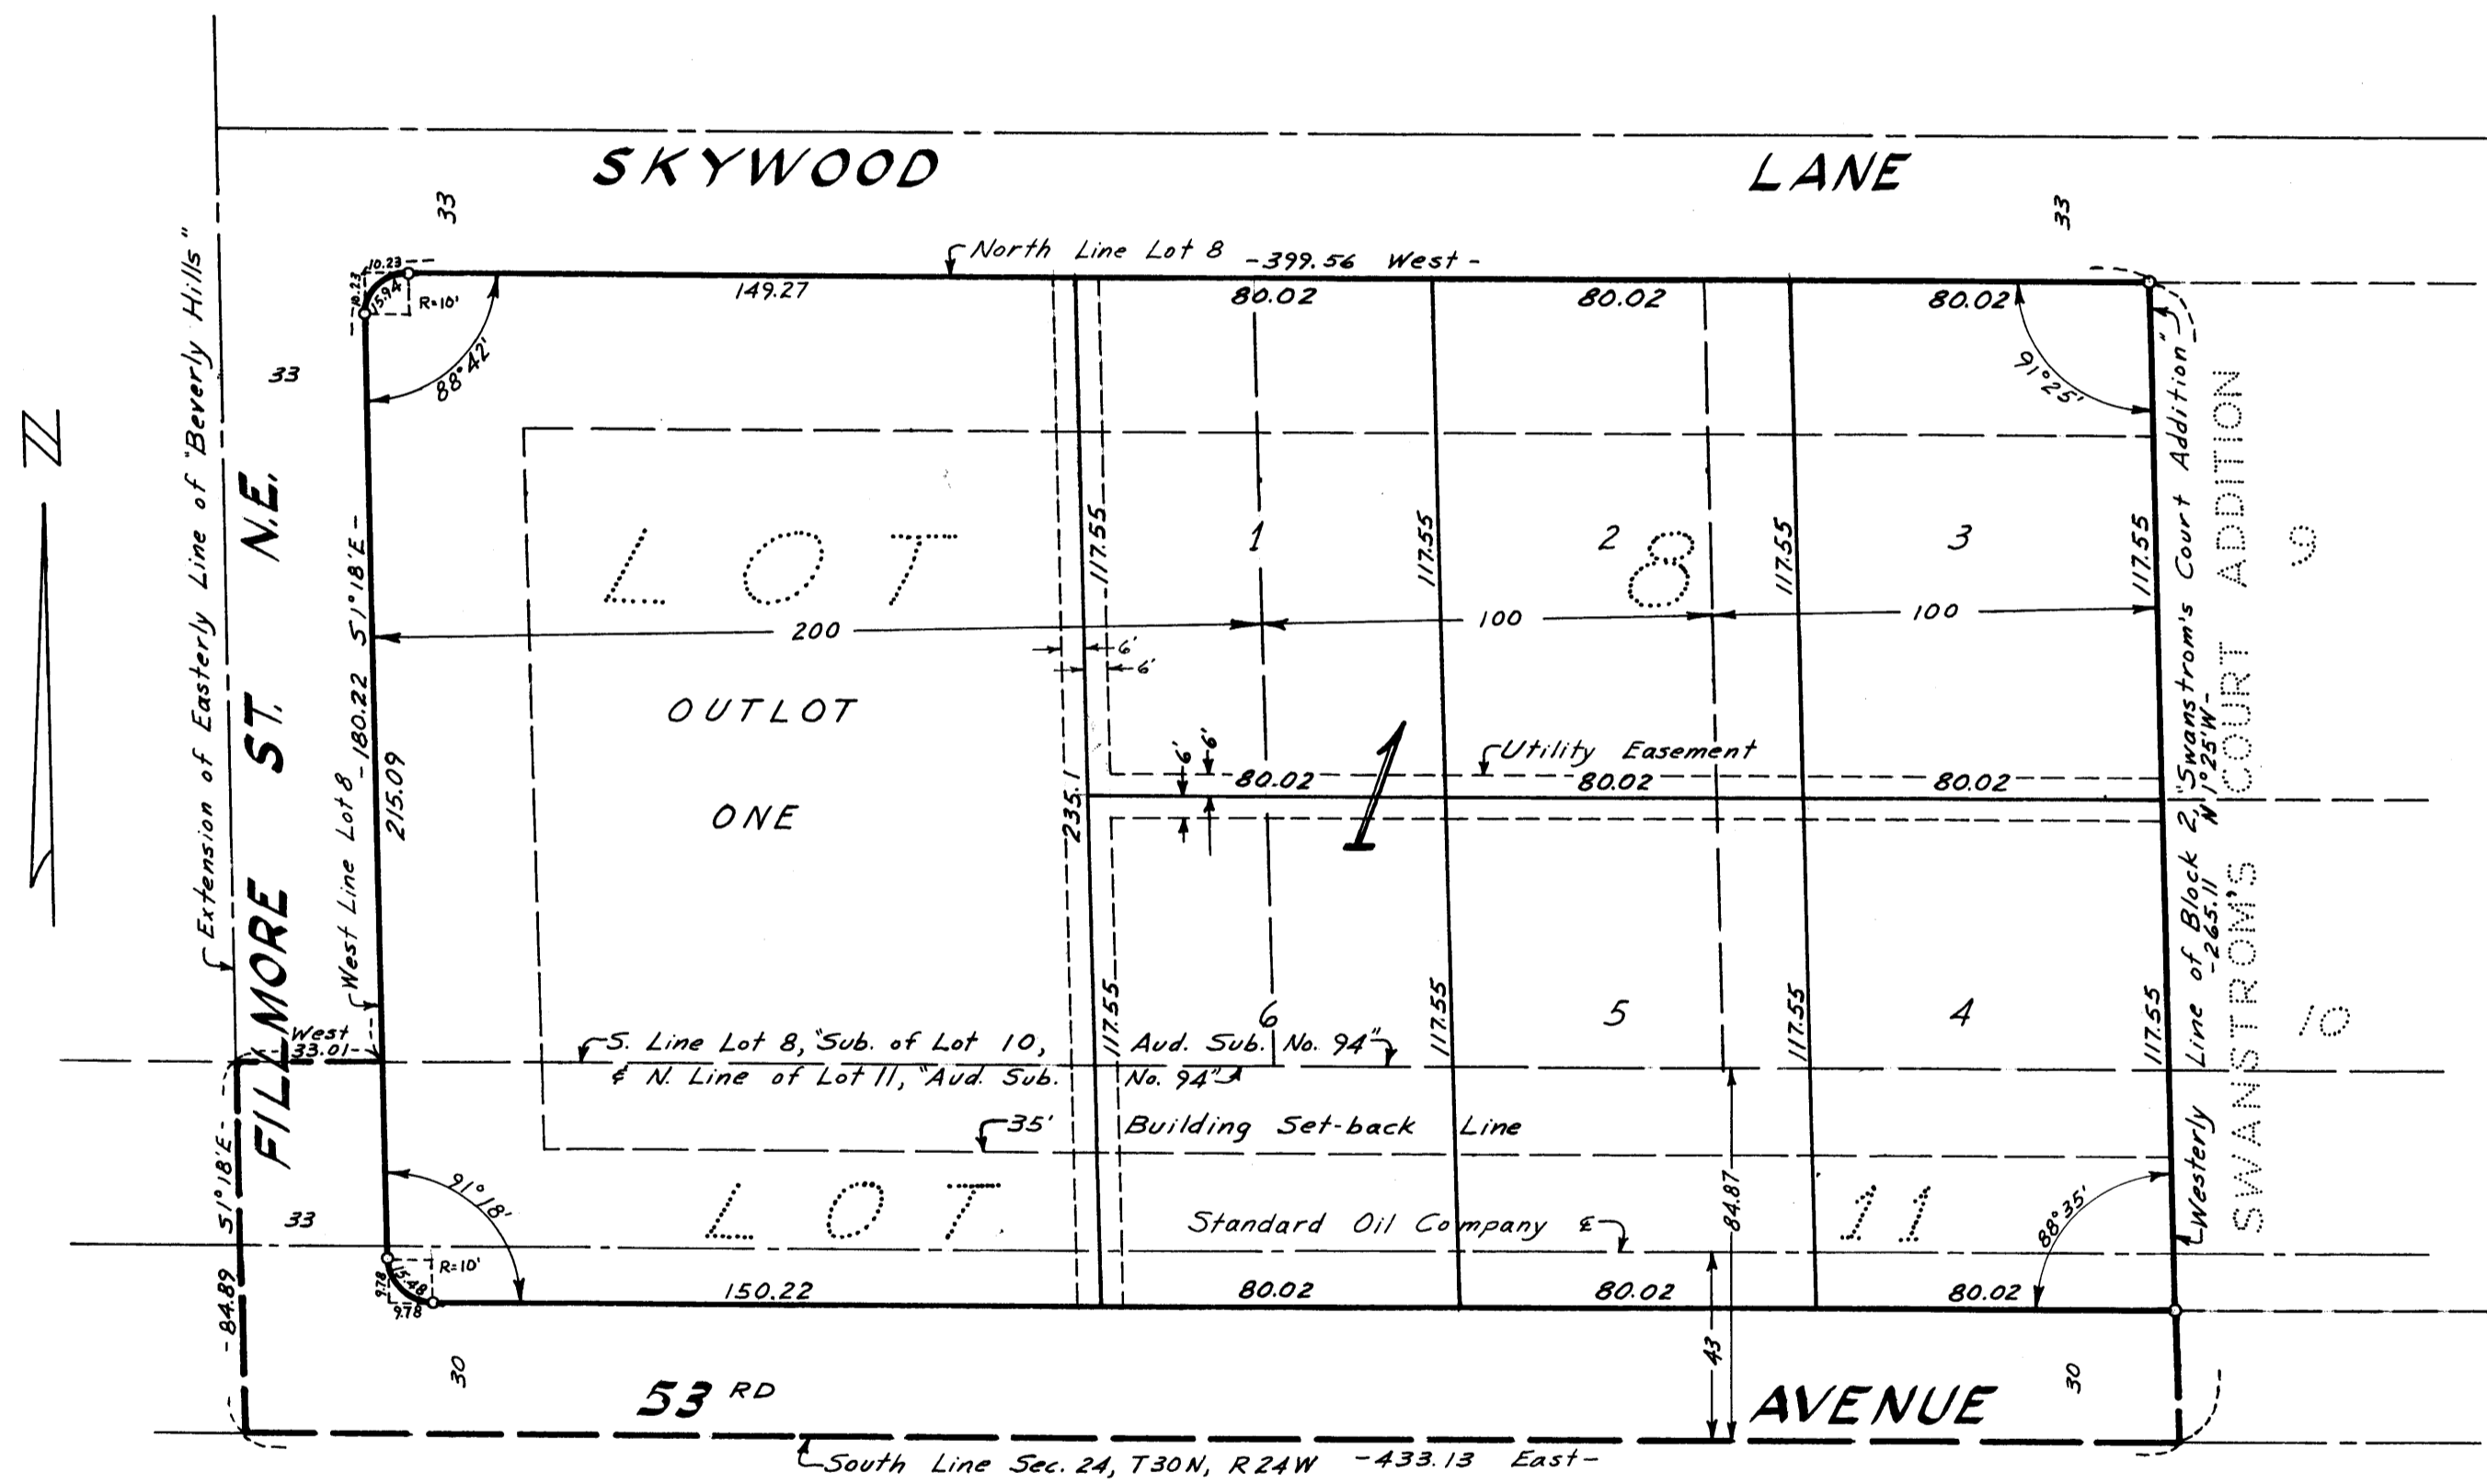 SKYWOOD LANE
33
33
North Line Lot 8 -399.56 West-
10.23
10.23
15.94
R=10'
149.27
80.02
80.02
80.02
88°42'
91°25'
33
Extension of Easterly Line of "Beverly Hills"
N
FILLMORE ST. N.E.
West Line Lot 8 -180.22 S1°18'E-
215.09
LOT 8
1
2
3
117.55
117.55
117.55
117.55
200
100
100
6'
6'
OUTLOT
ONE
235.1
1
Utility Easement
6'
6'
80.02
80.02
80.02
Westerly Line of Block 2, "Swanstrom's Court Addition"
-265.11 N1°25'W-
SWANSTROM'S COURT ADDITION
9
10
6
5
4
117.55
117.55
117.55
117.55
West
33.01-
S. Line Lot 8, "Sub. of Lot 10, Aud. Sub. No. 94"
& N. Line of Lot 11, "Aud. Sub. No. 94"
35' Building Set-back Line
-84.89 S1°18'E-
33
91°18'
LOT 11
84.87
88°35'
Standard Oil Company ℄
R=10'
15.48
9.78
9.78
150.22
80.02
80.02
80.02
43
30
30
53RD AVENUE
South Line Sec. 24, T30N, R24W -433.13 East-